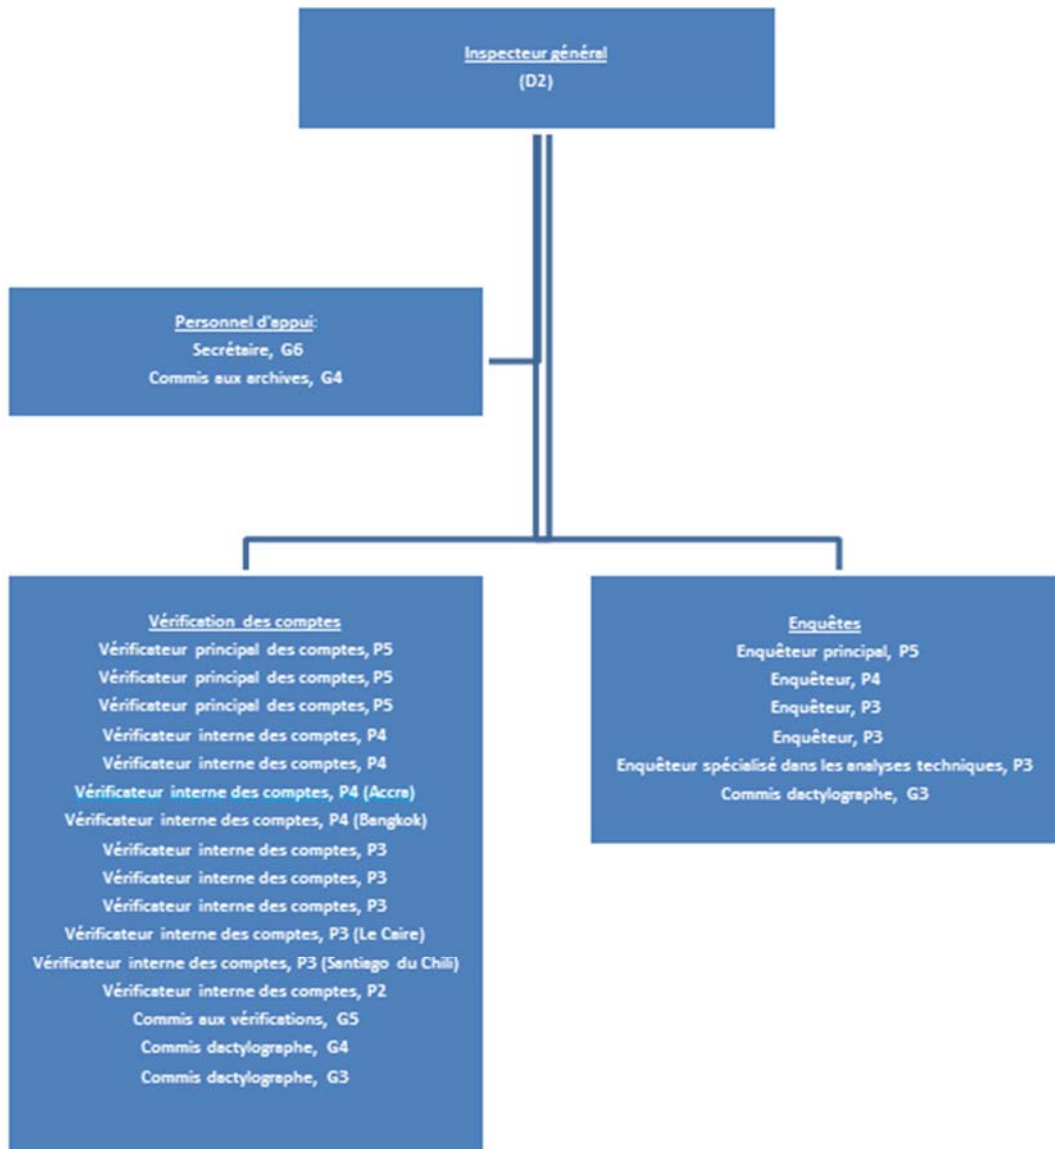 Inspecteur général
(D2)
Personnel d'appui:
Secrétaire, G6
Commis aux archives, G4
Vérification des comptes
Vérificateur principal des comptes, P5
Vérificateur principal des comptes, P5
Vérificateur principal des comptes, P5
Vérificateur interne des comptes, P4
Vérificateur interne des comptes, P4
Vérificateur interne des comptes, P4 (Accra)
Vérificateur interne des comptes, P4 (Bangkok)
Vérificateur interne des comptes, P3
Vérificateur interne des comptes, P3
Vérificateur interne des comptes, P3
Vérificateur interne des comptes, P3 (Le Caire)
Vérificateur interne des comptes, P3 (Santiago du Chili)
Vérificateur interne des comptes, P2
Commis aux vérifications, G5
Commis dactylographe, G4
Commis dactylographe, G3
Enquêtes
Enquêteur principal, P5
Enquêteur, P4
Enquêteur, P3
Enquêteur, P3
Enquêteur spécialisé dans les analyses techniques, P3
Commis dactylographe, G3